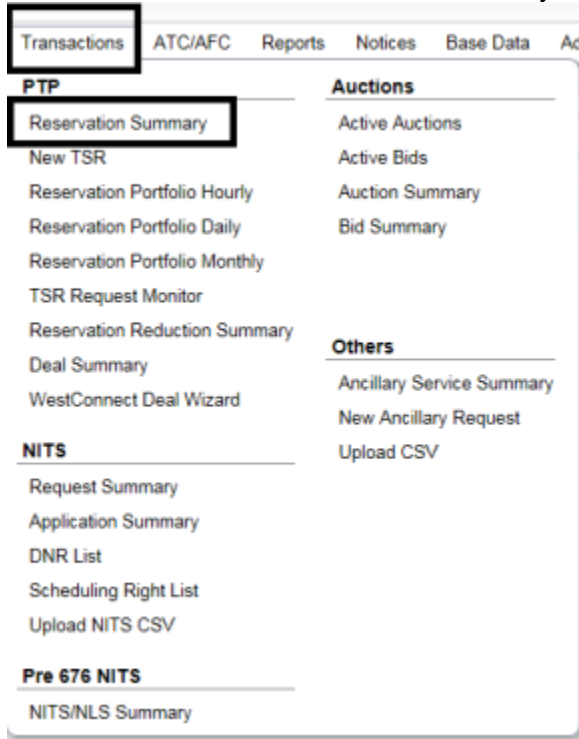 Transactions ATC/AFC Reports Notices Base Data
PTP
Reservation Summary
New TSR
Reservation Portfolio Hourly
Reservation Portfolio Daily
Reservation Portfolio Monthly
TSR Request Monitor
Reservation Reduction Summary
Deal Summary
WestConnect Deal Wizard
NITS
Request Summary
Application Summary
DNR List
Scheduling Right List
Upload NITS CSV
Pre 676 NITS
NITS/NLS Summary
Auctions
Active Auctions
Active Bids
Auction Summary
Bid Summary
Others
Ancillary Service Summary
New Ancillary Request
Upload CSV